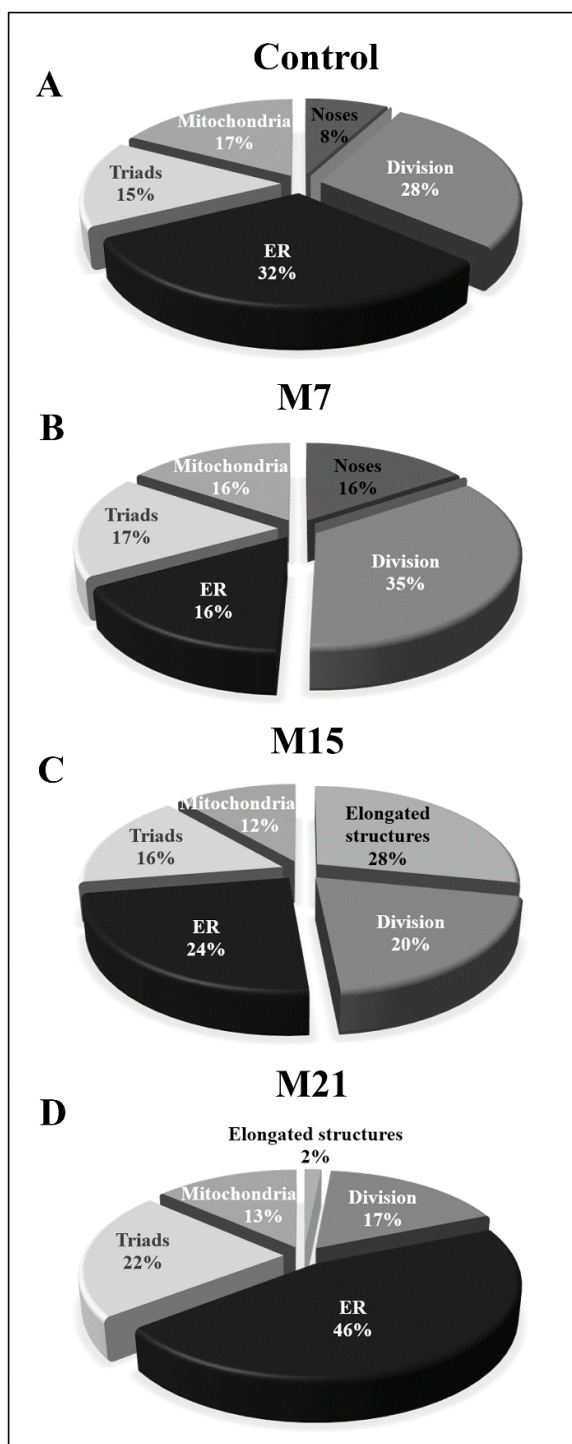 Control
A
Mitochondria
17%
Noses
8%
Triads
15%
Division
28%
ER
32%
M7
B
Mitochondria
16%
Noses
16%
Triads
17%
Division
35%
ER
16%
M15
C
Mitochondria
12%
Elongated
structures
28%
Triads
16%
ER
24%
Division
20%
M21
D
Elongated structures
2%
Mitochondria
13%
Division
17%
Triads
22%
ER
46%